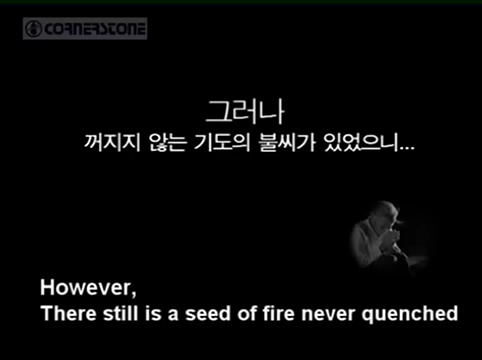 CORNERSTONE
그러나
꺼지지 않는 기도의 불씨가 있었으니...
However,
There still is a seed of fire never quenched